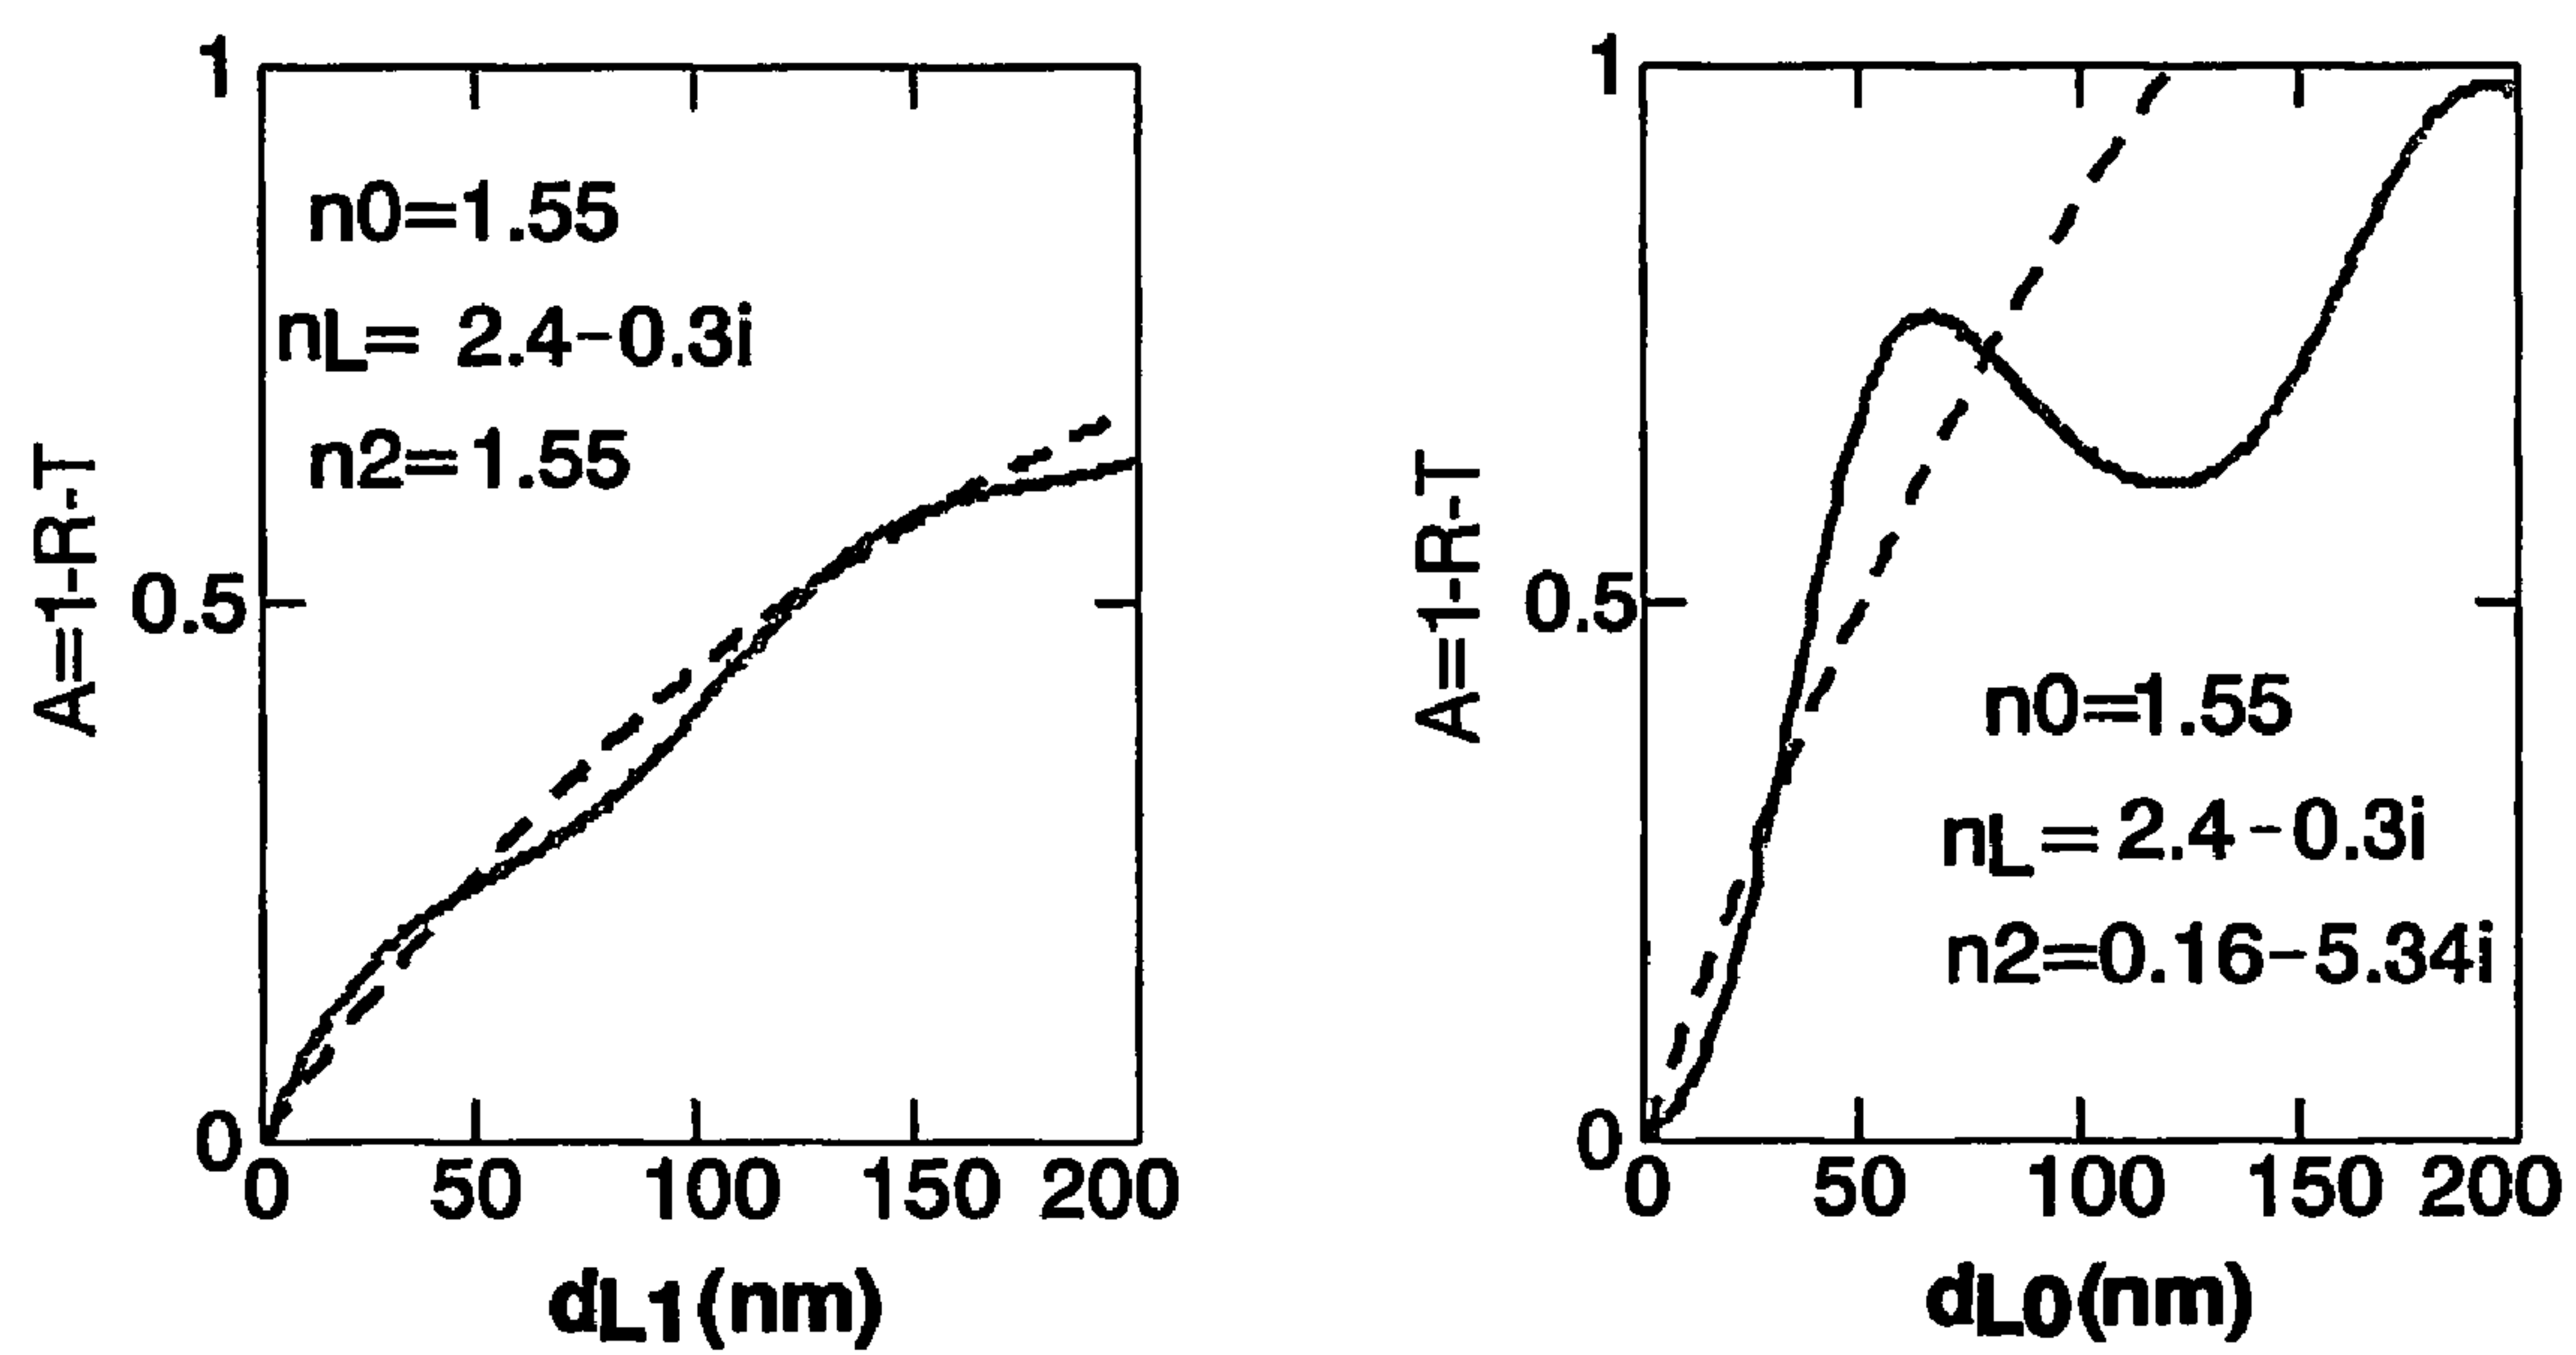 1
n0=1.55
nL= 2.4-0.3i
n2=1.55
A=1-R-T
0.5
0
0 50 100 150 200
dL1(nm)
1
A=1-R-T
0.5
n0=1.55
nL=2.4-0.3i
n2=0.16-5.34i
0
0 50 100 150 200
dL0(nm)